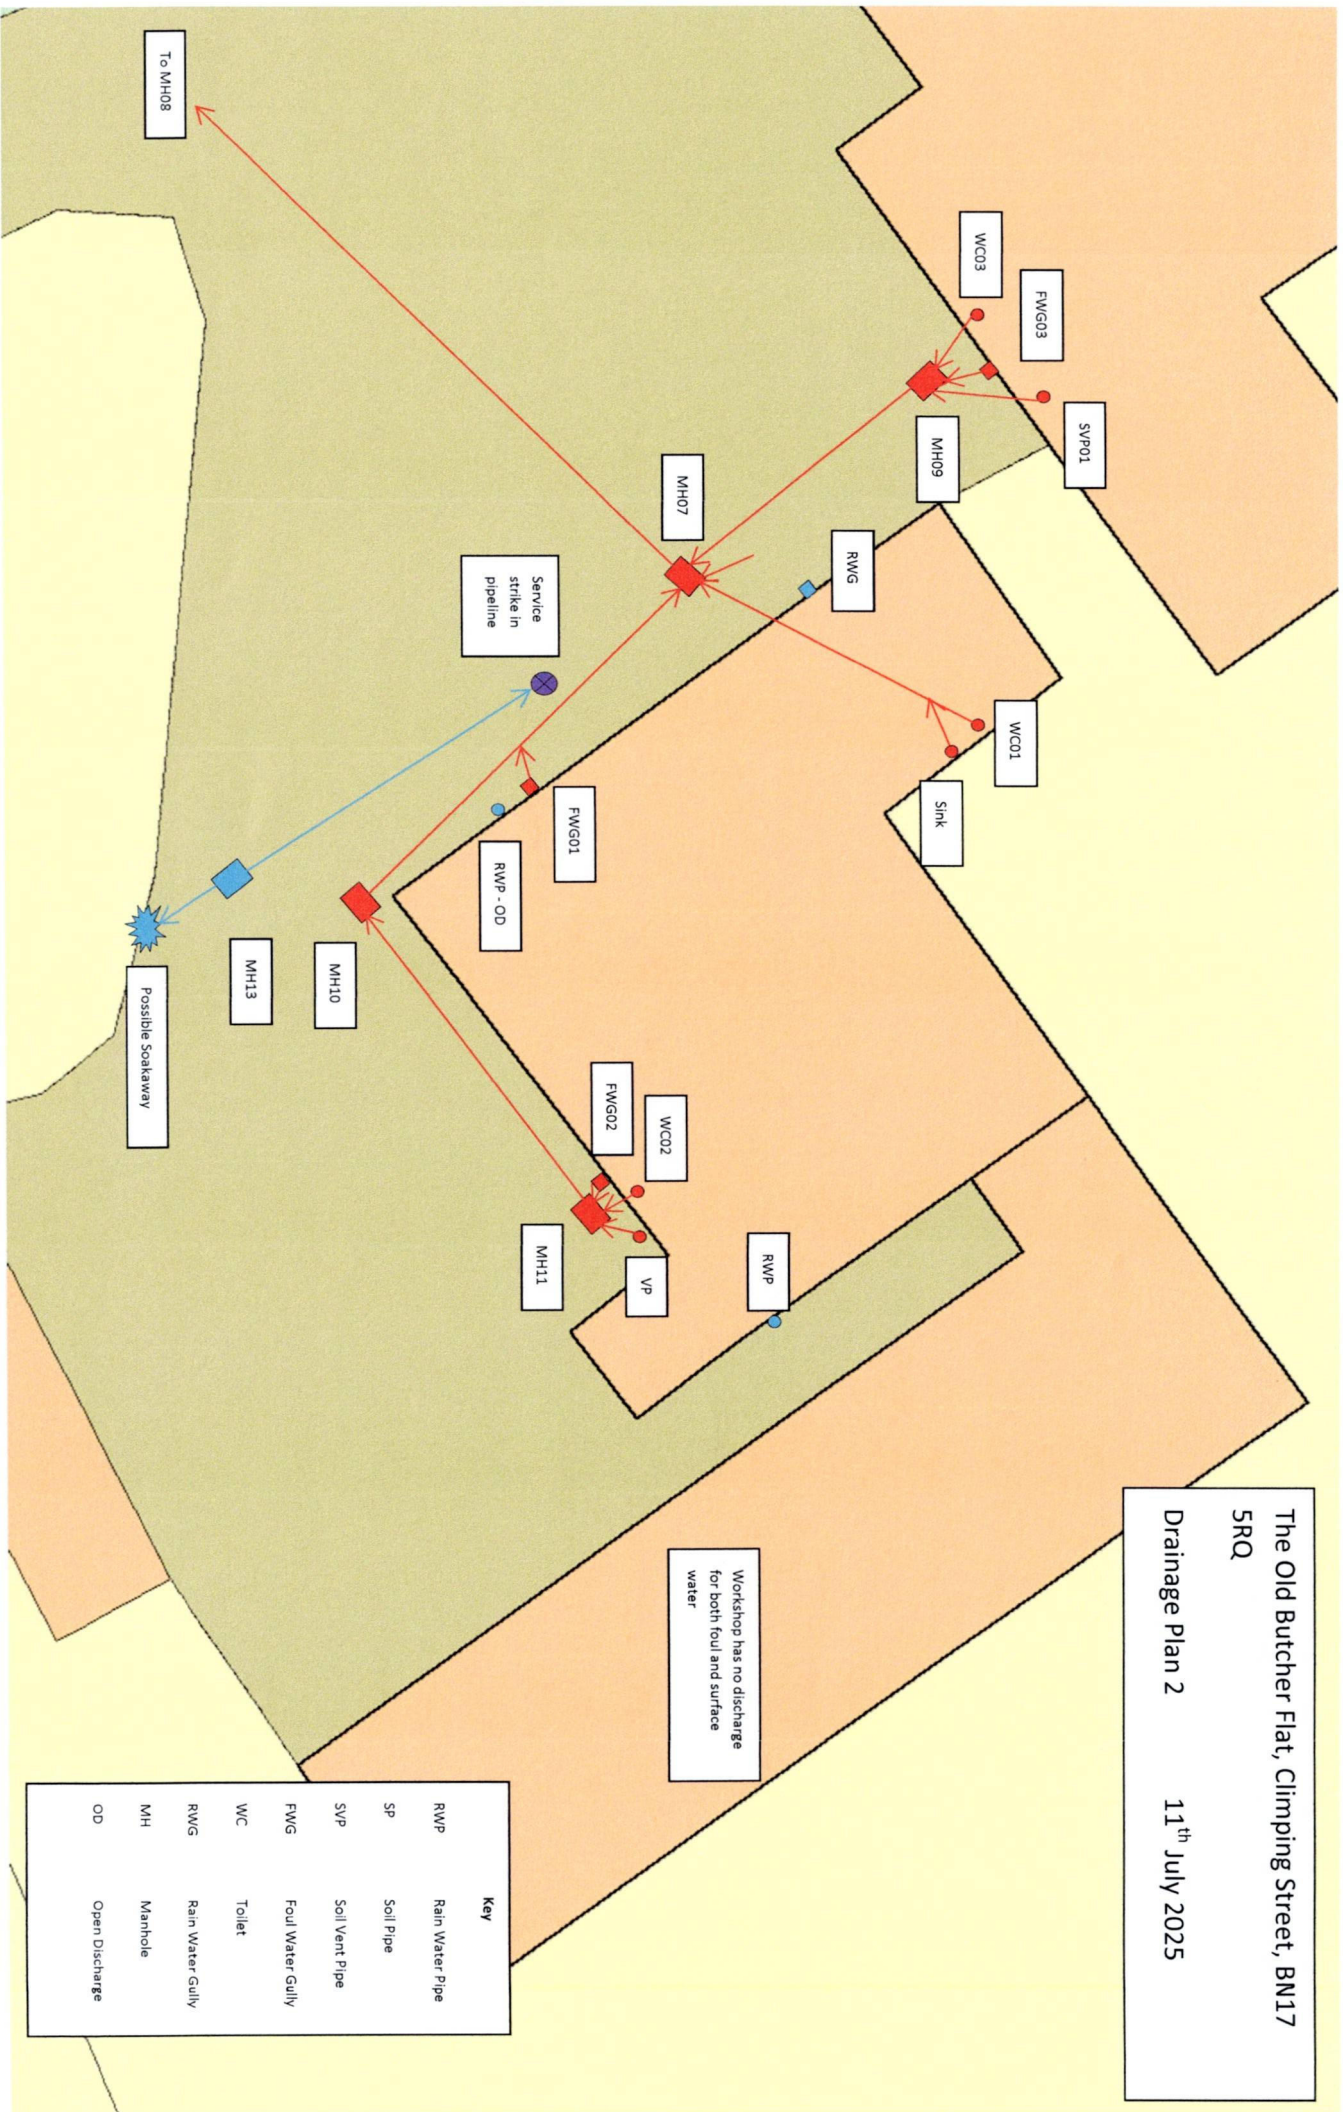 The Old Butcher Flat, Climping Street, BN17
5RQ
Drainage Plan 2 11th July 2025
SVP01
FWG03
WC03
MH09
WC01
Sink
RWG
MH07
Service
strike in
pipeline
FWG01
RWP - OD
To MH08
MH10
MH13
Possible Soakaway
RWP
WC02
FWG02
VP
MH11
Workshop has no discharge
for both foul and surface
water
Key
RWP Rain Water Pipe
SP Soil Pipe
SVP Soil Vent Pipe
FWG Foul Water Gully
WC Toilet
RWG Rain Water Gully
MH Manhole
OD Open Discharge